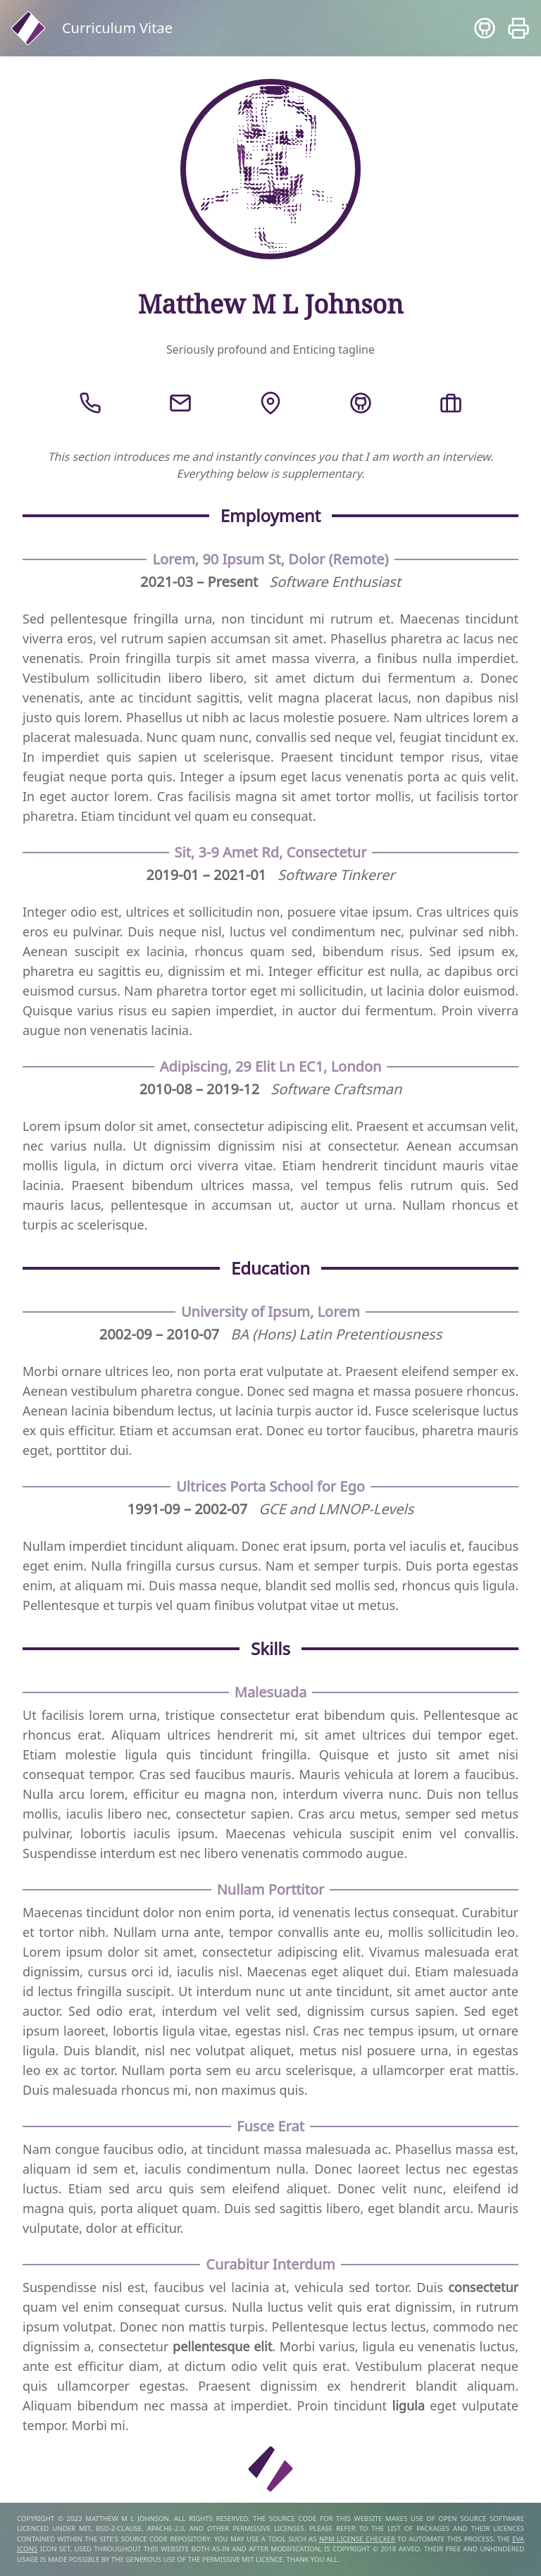 Curriculum Vitae
Matthew M L Johnson
Seriously profound and Enticing tagline
This section introduces me and instantly convinces you that I am worth an interview.
Everything below is supplementary.
Employment
Lorem, 90 Ipsum St, Dolor (Remote)
2021-03 – Present Software Enthusiast
Sed pellentesque fringilla urna, non tincidunt mi rutrum et. Maecenas tincidunt
viverra eros, vel rutrum sapien accumsan sit amet. Phasellus pharetra ac lacus nec
venenatis. Proin fringilla turpis sit amet massa viverra, a finibus nulla imperdiet.
Vestibulum sollicitudin libero libero, sit amet dictum dui fermentum a. Donec
venenatis, ante ac tincidunt sagittis, velit magna placerat lacus, non dapibus nisl
justo quis lorem. Phasellus ut nibh ac lacus molestie posuere. Nam ultrices lorem a
placerat malesuada. Nunc quam nunc, convallis sed neque vel, feugiat tincidunt ex.
In imperdiet quis sapien ut scelerisque. Praesent tincidunt tempor risus, vitae
feugiat neque porta quis. Integer a ipsum eget lacus venenatis porta ac quis velit.
In eget auctor lorem. Cras facilisis magna sit amet tortor mollis, ut facilisis tortor
pharetra. Etiam tincidunt vel quam eu consequat.
Sit, 3-9 Amet Rd, Consectetur
2019-01 – 2021-01 Software Tinkerer
Integer odio est, ultrices et sollicitudin non, posuere vitae ipsum. Cras ultrices quis
eros eu pulvinar. Duis neque nisl, luctus vel condimentum nec, pulvinar sed nibh.
Aenean suscipit ex lacinia, rhoncus quam sed, bibendum risus. Sed ipsum ex,
pharetra eu sagittis eu, dignissim et mi. Integer efficitur est nulla, ac dapibus orci
euismod cursus. Nam pharetra tortor eget mi sollicitudin, ut lacinia dolor euismod.
Quisque varius risus eu sapien imperdiet, in auctor dui fermentum. Proin viverra
augue non venenatis lacinia.
Adipiscing, 29 Elit Ln EC1, London
2010-08 – 2019-12 Software Craftsman
Lorem ipsum dolor sit amet, consectetur adipiscing elit. Praesent et accumsan velit,
nec varius nulla. Ut dignissim dignissim nisi at consectetur. Aenean accumsan
mollis ligula, in dictum orci viverra vitae. Etiam hendrerit tincidunt mauris vitae
lacinia. Praesent bibendum ultrices massa, vel tempus felis rutrum quis. Sed
mauris lacus, pellentesque in accumsan ut, auctor ut urna. Nullam rhoncus et
turpis ac scelerisque.
Education
University of Ipsum, Lorem
2002-09 – 2010-07 BA (Hons) Latin Pretentiousness
Morbi ornare ultrices leo, non porta erat vulputate at. Praesent eleifend semper ex.
Aenean vestibulum pharetra congue. Donec sed magna et massa posuere rhoncus.
Aenean lacinia bibendum lectus, ut lacinia turpis auctor id. Fusce scelerisque luctus
ex quis efficitur. Etiam et accumsan erat. Donec eu tortor faucibus, pharetra mauris
eget, porttitor dui.
Ultrices Porta School for Ego
1991-09 – 2002-07 GCE and LMNOP-Levels
Nullam imperdiet tincidunt aliquam. Donec erat ipsum, porta vel iaculis et, faucibus
eget enim. Nulla fringilla cursus cursus. Nam et semper turpis. Duis porta egestas
enim, at aliquam mi. Duis massa neque, blandit sed mollis sed, rhoncus quis ligula.
Pellentesque et turpis vel quam finibus volutpat vitae ut metus.
Skills
Malesuada
Ut facilisis lorem urna, tristique consectetur erat bibendum quis. Pellentesque ac
rhoncus erat. Aliquam ultrices hendrerit mi, sit amet ultrices dui tempor eget.
Etiam molestie ligula quis tincidunt fringilla. Quisque et justo sit amet nisi
consequat tempor. Cras sed faucibus mauris. Mauris vehicula at lorem a faucibus.
Nulla arcu lorem, efficitur eu magna non, interdum viverra nunc. Duis non tellus
mollis, iaculis libero nec, consectetur sapien. Cras arcu metus, semper sed metus
pulvinar, lobortis iaculis ipsum. Maecenas vehicula suscipit enim vel convallis.
Suspendisse interdum est nec libero venenatis commodo augue.
Nullam Porttitor
Maecenas tincidunt dolor non enim porta, id venenatis lectus consequat. Curabitur
et tortor nibh. Nullam urna ante, tempor convallis ante eu, mollis sollicitudin leo.
Lorem ipsum dolor sit amet, consectetur adipiscing elit. Vivamus malesuada erat
dignissim, cursus orci id, iaculis nisl. Maecenas eget aliquet dui. Etiam malesuada
id lectus fringilla suscipit. Ut interdum nunc ut ante tincidunt, sit amet auctor ante
auctor. Sed odio erat, interdum vel velit sed, dignissim cursus sapien. Sed eget
ipsum laoreet, lobortis ligula vitae, egestas nisl. Cras nec tempus ipsum, ut ornare
ligula. Duis blandit, nisl nec volutpat aliquet, metus nisl posuere urna, in egestas
leo ex ac tortor. Nullam porta sem eu arcu scelerisque, a ullamcorper erat mattis.
Duis malesuada rhoncus mi, non maximus quis.
Fusce Erat
Nam congue faucibus odio, at tincidunt massa malesuada ac. Phasellus massa est,
aliquam id sem et, iaculis condimentum nulla. Donec laoreet lectus nec egestas
luctus. Etiam sed arcu quis sem eleifend aliquet. Donec velit nunc, eleifend id
magna quis, porta aliquet quam. Duis sed sagittis libero, eget blandit arcu. Mauris
vulputate, dolor at efficitur.
Curabitur Interdum
Suspendisse nisl est, faucibus vel lacinia at, vehicula sed tortor. Duis consectetur
quam vel enim consequat cursus. Nulla luctus velit quis erat dignissim, in rutrum
ipsum volutpat. Donec non mattis turpis. Pellentesque lectus lectus, commodo nec
dignissim a, consectetur pellentesque elit. Morbi varius, ligula eu venenatis luctus,
ante est efficitur diam, at dictum odio velit quis erat. Vestibulum placerat neque
quis ullamcorper egestas. Praesent dignissim ex hendrerit blandit aliquam.
Aliquam bibendum nec massa at imperdiet. Proin tincidunt ligula eget vulputate
tempor. Morbi mi.
COPYRIGHT © 2023 MATTHEW M L JOHNSON. ALL RIGHTS RESERVED. THE SOURCE CODE FOR THIS WEBSITE MAKES USE OF OPEN SOURCE SOFTWARE
LICENCED UNDER MIT, BSD-2-CLAUSE, APACHE-2.0, AND OTHER PERMISSIVE LICENSES. PLEASE REFER TO THE LIST OF PACKAGES AND THEIR LICENCES
CONTAINED WITHIN THE SITE'S SOURCE CODE REPOSITORY. YOU MAY USE A TOOL SUCH AS NPM LICENSE CHECKER TO AUTOMATE THIS PROCESS. THE EVA
ICONS ICON SET, USED THROUGHOUT THIS WEBSITE BOTH AS-IN AND AFTER MODIFICATION, IS COPYRIGHT © 2018 AKVEO. THEIR FREE AND UNHINDERED
USAGE IS MADE POSSIBLE BY THE GENEROUS USE OF THE PERMISSIVE MIT LICENCE. THANK YOU ALL.